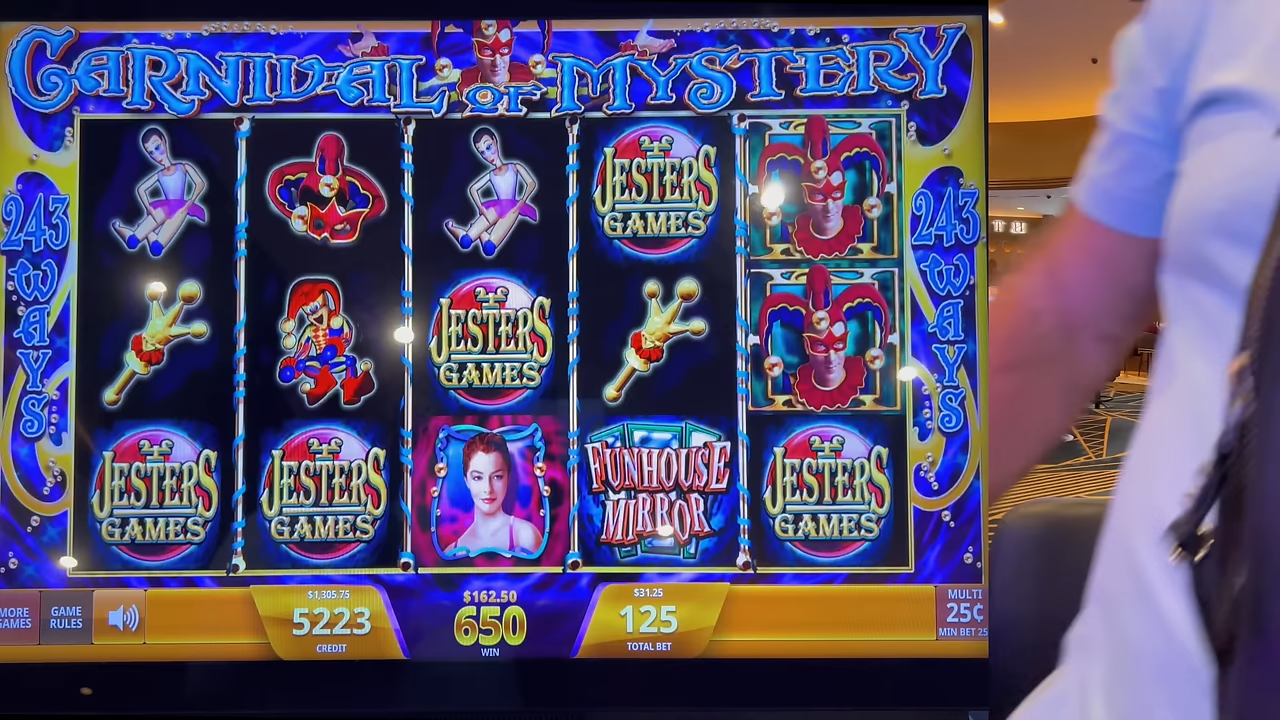 CARNIVAL OF MYSTERY
243
WAYS
243
WAYS
JESTERS
GAMES
JESTERS
GAMES
JESTERS
GAMES
JESTERS
GAMES
FUNHOUSE
MIRROR
JESTERS
GAMES
MORE
GAMES
GAME
RULES
$1,305.75
5223
CREDIT
$162.50
650
WIN
$31.25
125
TOTAL BET
MULTI
25¢
MIN BET 25
TH